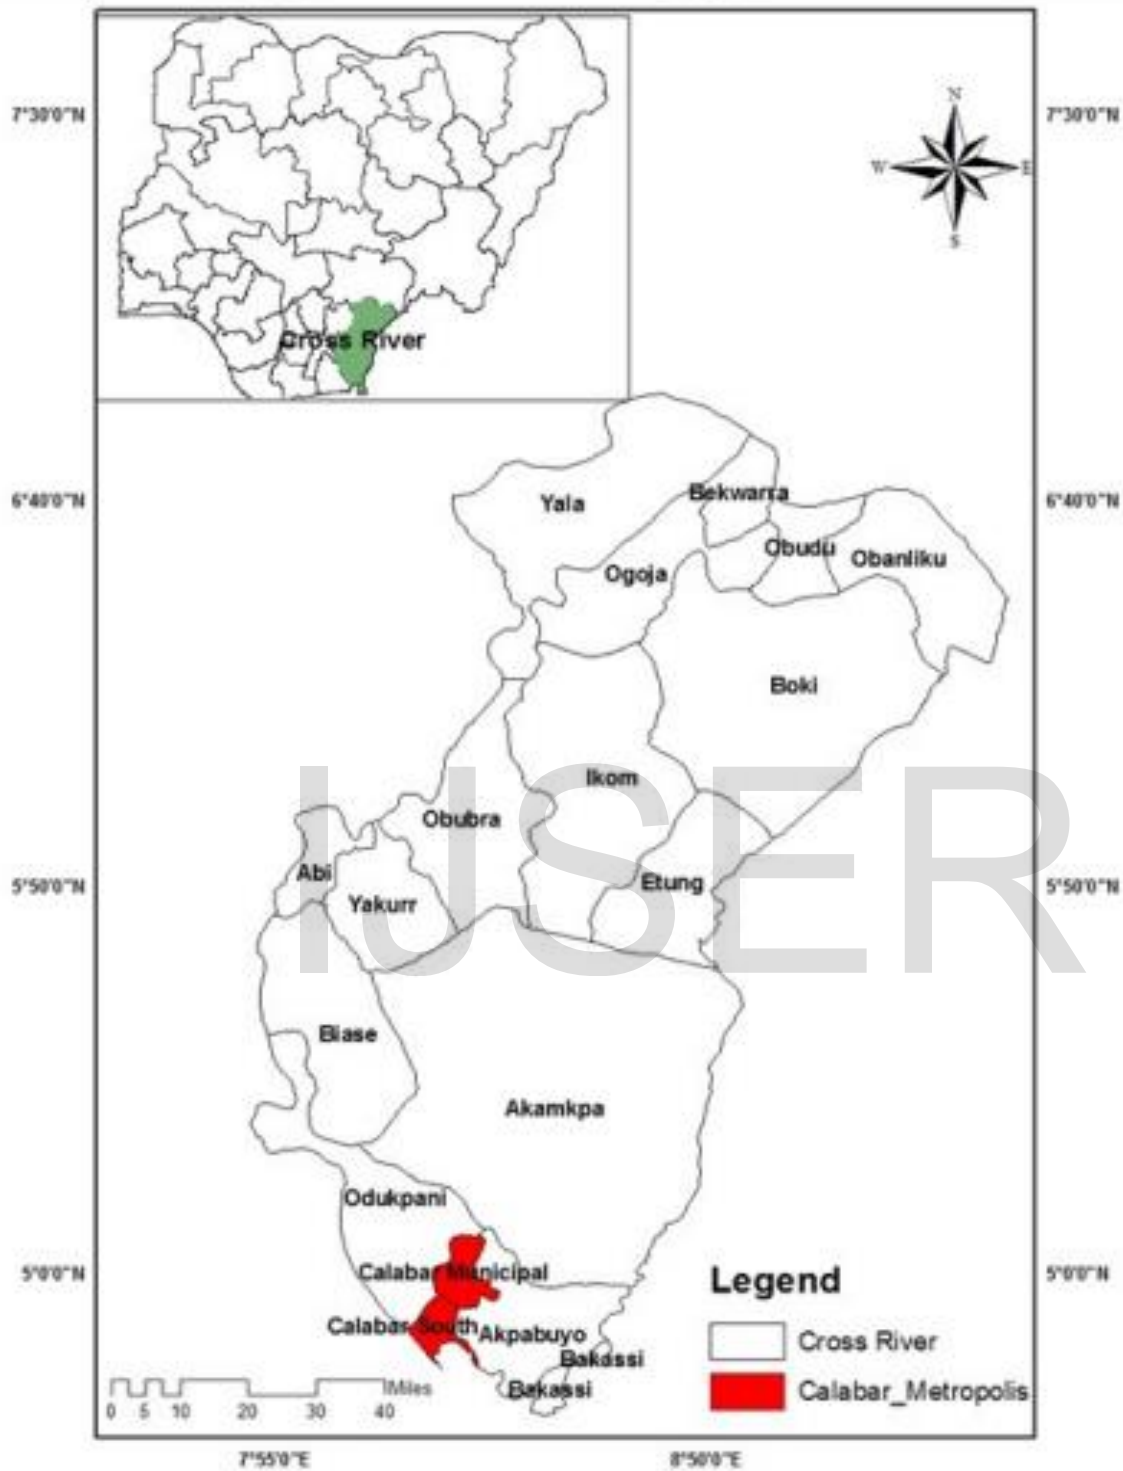 N
7°30'0"N
7°30'0"N
W
E
S
Cross River
6°40'0"N
Yala
Bekwarra
6°40'0"N
Obudu
Obanliku
Ogoja
Boki
IJSER
Ikom
Obubra
Abi
Etung
5°50'0"N
5°50'0"N
Yakurr
Biase
Akamkpa
Odukpani
5°0'0"N
Calabar Municipal
Legend
5°0'0"N
Calabar South
Akpabuyo
Cross River
Bakassi
Bakassi
Calabar_Metropolis
Miles
0 5 10 20 30 40
7°55'0"E
8°50'0"E